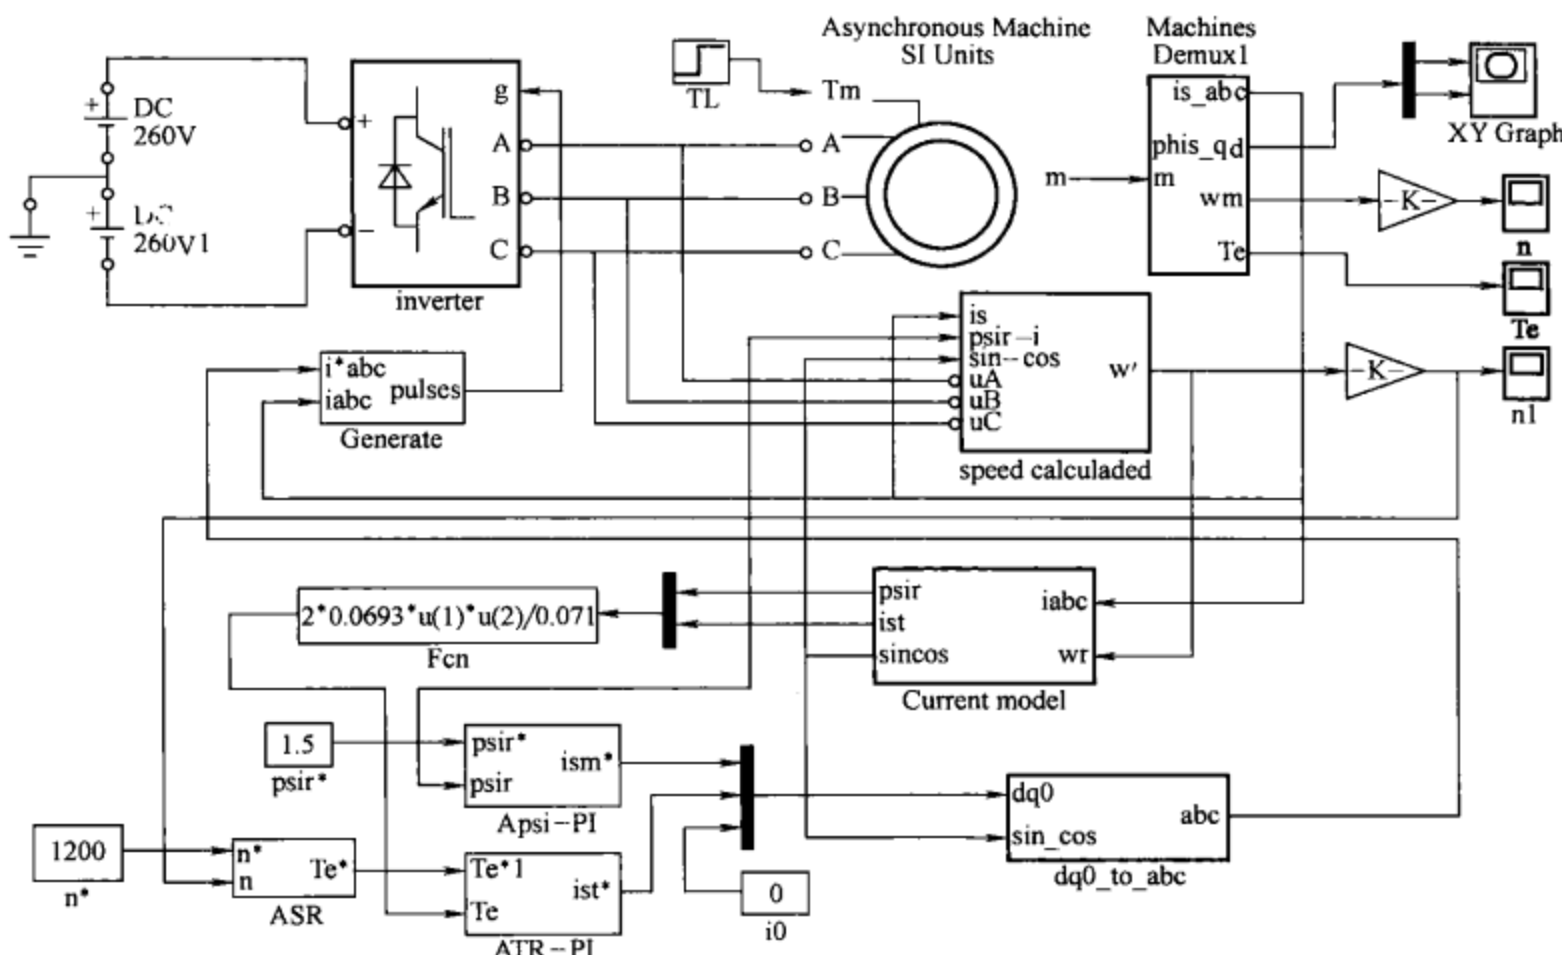 Asynchronous Machine
SI Units
Machines
Demux1
DC
260V
260V1
+
−
g
A
B
C
inverter
TL
Tm
A
B
C
m
m
is_abc
phis_qd
wm
Te
XY Graph
-K-
n
Te
is
psir-i
sin-cos
uA
uB
uC
w'
speed calculaded
-K-
n1
i*abc
iabc
pulses
Generate
2*0.0693*u(1)*u(2)/0.071
Fcn
psir
ist
sincos
iabc
wr
Current model
1.5
psir*
psir*
psir
ism*
Apsi-PI
1200
n*
n*
n
Te*
ASR
Te*1
Te
ist*
ATR-PI
0
i0
dq0
sin_cos
abc
dq0_to_abc